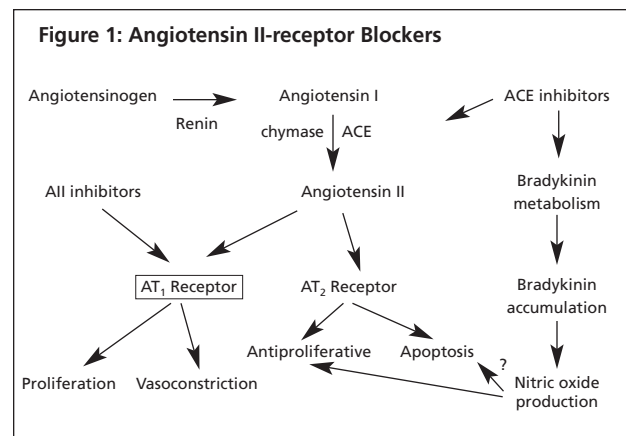 Figure 1: Angiotensin II-receptor Blockers
Angiotensinogen
Renin
Angiotensin I
ACE inhibitors
chymase
ACE
AII inhibitors
Angiotensin II
Bradykinin
metabolism
AT₁ Receptor
AT₂ Receptor
Bradykinin
accumulation
Antiproliferative
Apoptosis
?
Proliferation
Vasoconstriction
Nitric oxide
production